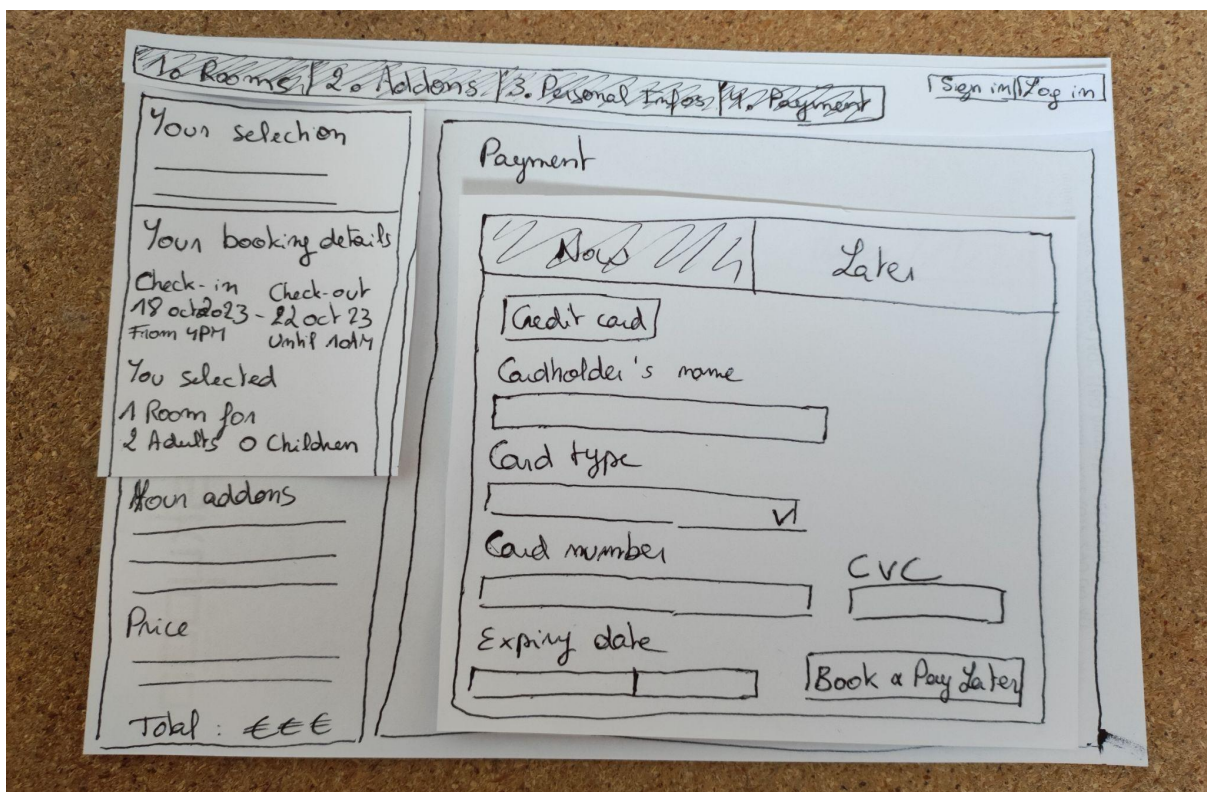 1. Rooms 2. Addons 3. Personal Infos 4. Payment
Sign in Log in
Your selection
Your booking details
Check-in Check-out
18 oct 2023 - 22 oct 23
From 4PM Until 10AM
You selected
1 Room for
2 Adults 0 Children
Your addons
Price
Total : €€€
Payment
Now Later
Credit card
Cardholder's name
Card type
Card number
CVC
Expiry date
Book & Pay Later